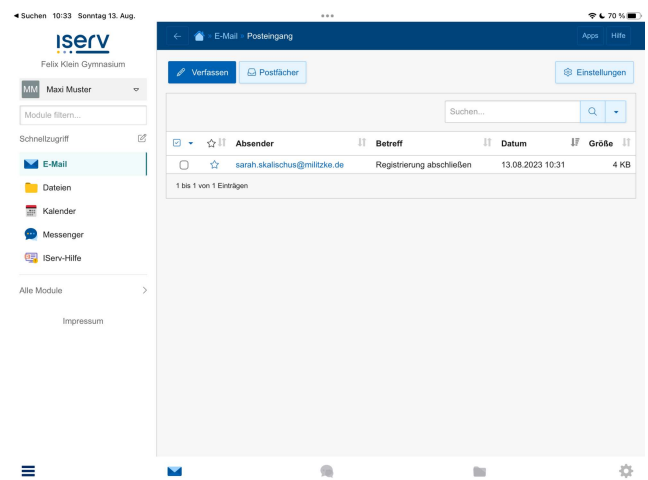 ◄ Suchen 10:33 Sonntag 13. Aug.
70 %
IServ
Felix Klein Gymnasium
← » E-Mail » Posteingang
Apps Hilfe
MM Maxi Muster
Module filtern...
Schnellzugriff
E-Mail
Dateien
Kalender
Messenger
IServ-Hilfe
Alle Module
Impressum
Verfassen
Postfächer
Einstellungen
Suchen...
Absender Betreff Datum Größe
sarah.skalischus@militzke.de Registrierung abschließen 13.08.2023 10:31 4 KB
1 bis 1 von 1 Einträgen